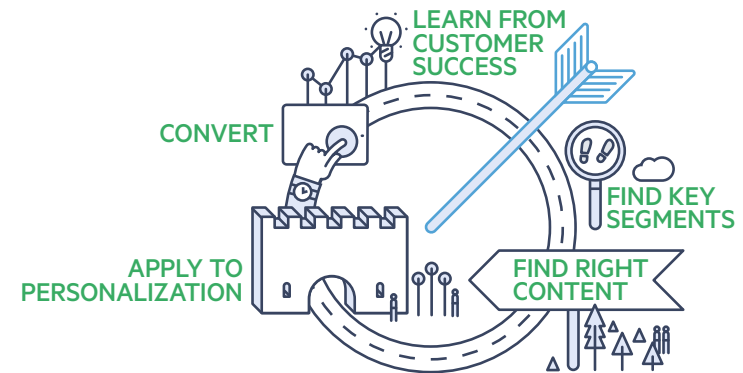 LEARN FROM
CUSTOMER
SUCCESS
CONVERT
FIND KEY
SEGMENTS
APPLY TO
PERSONALIZATION
FIND RIGHT
CONTENT